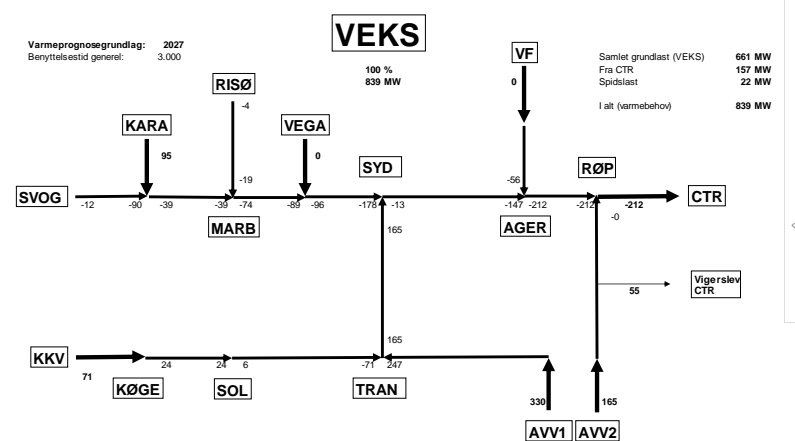 VEKS
Varmeprognosegrundlag: 2027
Benyttelsestid generel: 3.000
100 %
839 MW
VF
0
Samlet grundlast (VEKS) 661 MW
Fra CTR 157 MW
Spidslast 22 MW
I alt (varmebehov) 839 MW
RISØ
-4
KARA
95
VEGA
0
-19
SYD
-56
RØP
SVOG
-12 -90 -39 -39 -74 -89 -96 -178 -13 -147 -212 -212 -212
CTR
-0
MARB
AGER
165
Vigerslev
CTR
55
165
KKV
71
24 24 6 -71 247
KØGE
SOL
TRAN
330
165
AVV1
AVV2